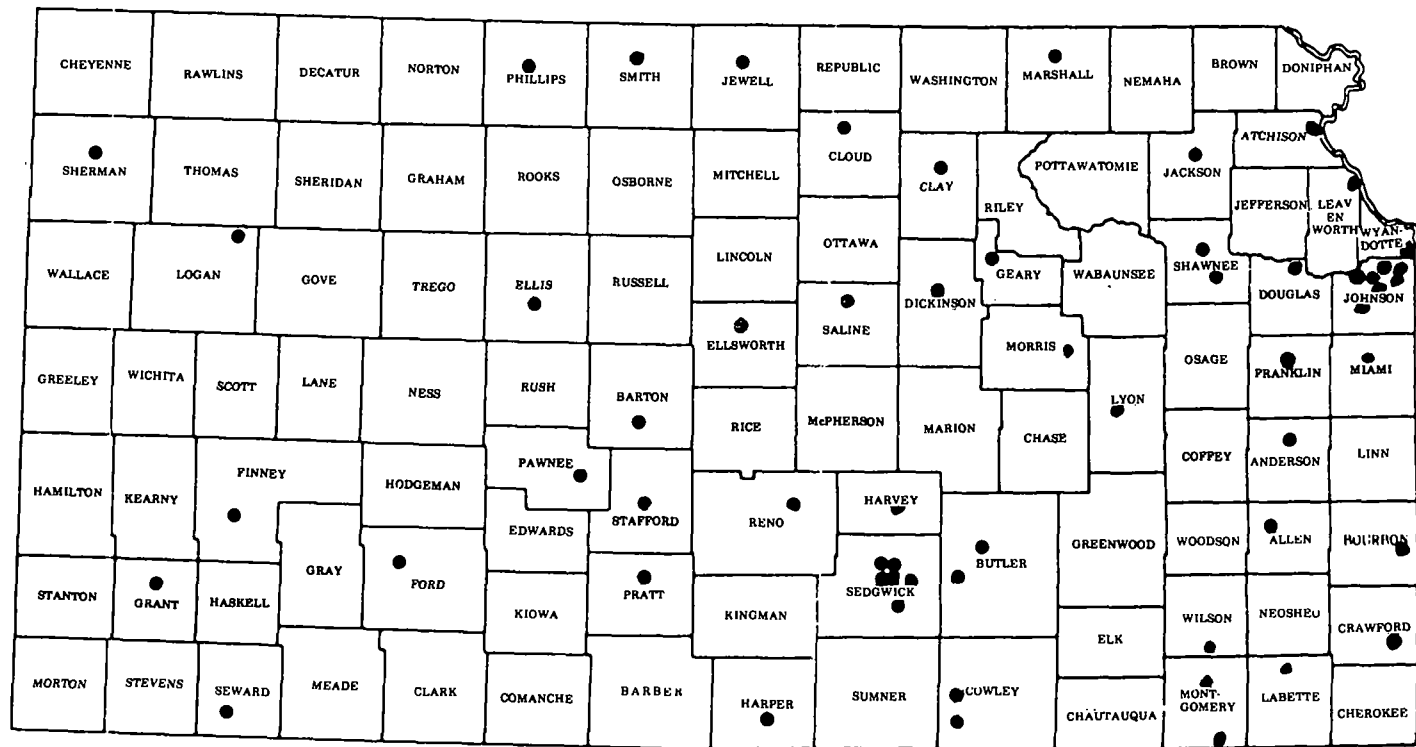 CHEYENNE
RAWLINS
DECATUR
NORTON
PHILLIPS
SMITH
JEWELL
REPUBLIC
WASHINGTON
MARSHALL
NEMAHA
BROWN
DONIPHAN
SHERMAN
THOMAS
SHERIDAN
GRAHAM
ROOKS
OSBORNE
MITCHELL
CLOUD
CLAY
RILEY
POTTAWATOMIE
JACKSON
ATCHISON
JEFFERSON
LEAV
EN
WORTH
WYAN-
DOTTE
WALLACE
LOGAN
GOVE
TREGO
ELLIS
RUSSELL
LINCOLN
OTTAWA
SALINE
DICKINSON
GEARY
WABAUNSEE
SHAWNEE
DOUGLAS
JOHNSON
ELLSWORTH
MORRIS
GREELEY
WICHITA
SCOTT
LANE
NESS
RUSH
BARTON
RICE
McPHERSON
MARION
CHASE
LYON
OSAGE
FRANKLIN
MIAMI
HAMILTON
KEARNY
FINNEY
HODGEMAN
PAWNEE
STAFFORD
EDWARDS
RENO
HARVEY
COFFEY
ANDERSON
LINN
STANTON
GRANT
HASKELL
GRAY
FORD
KIOWA
PRATT
KINGMAN
SEDGWICK
BUTLER
GREENWOOD
WOODSON
ALLEN
BOURBON
MORTON
STEVENS
SEWARD
MEADE
CLARK
COMANCHE
BARBER
HARPER
SUMNER
COWLEY
ELK
CHAUTAUQUA
WILSON
NEOSHO
CRAWFORD
MONT-
GOMERY
LABETTE
CHEROKEE